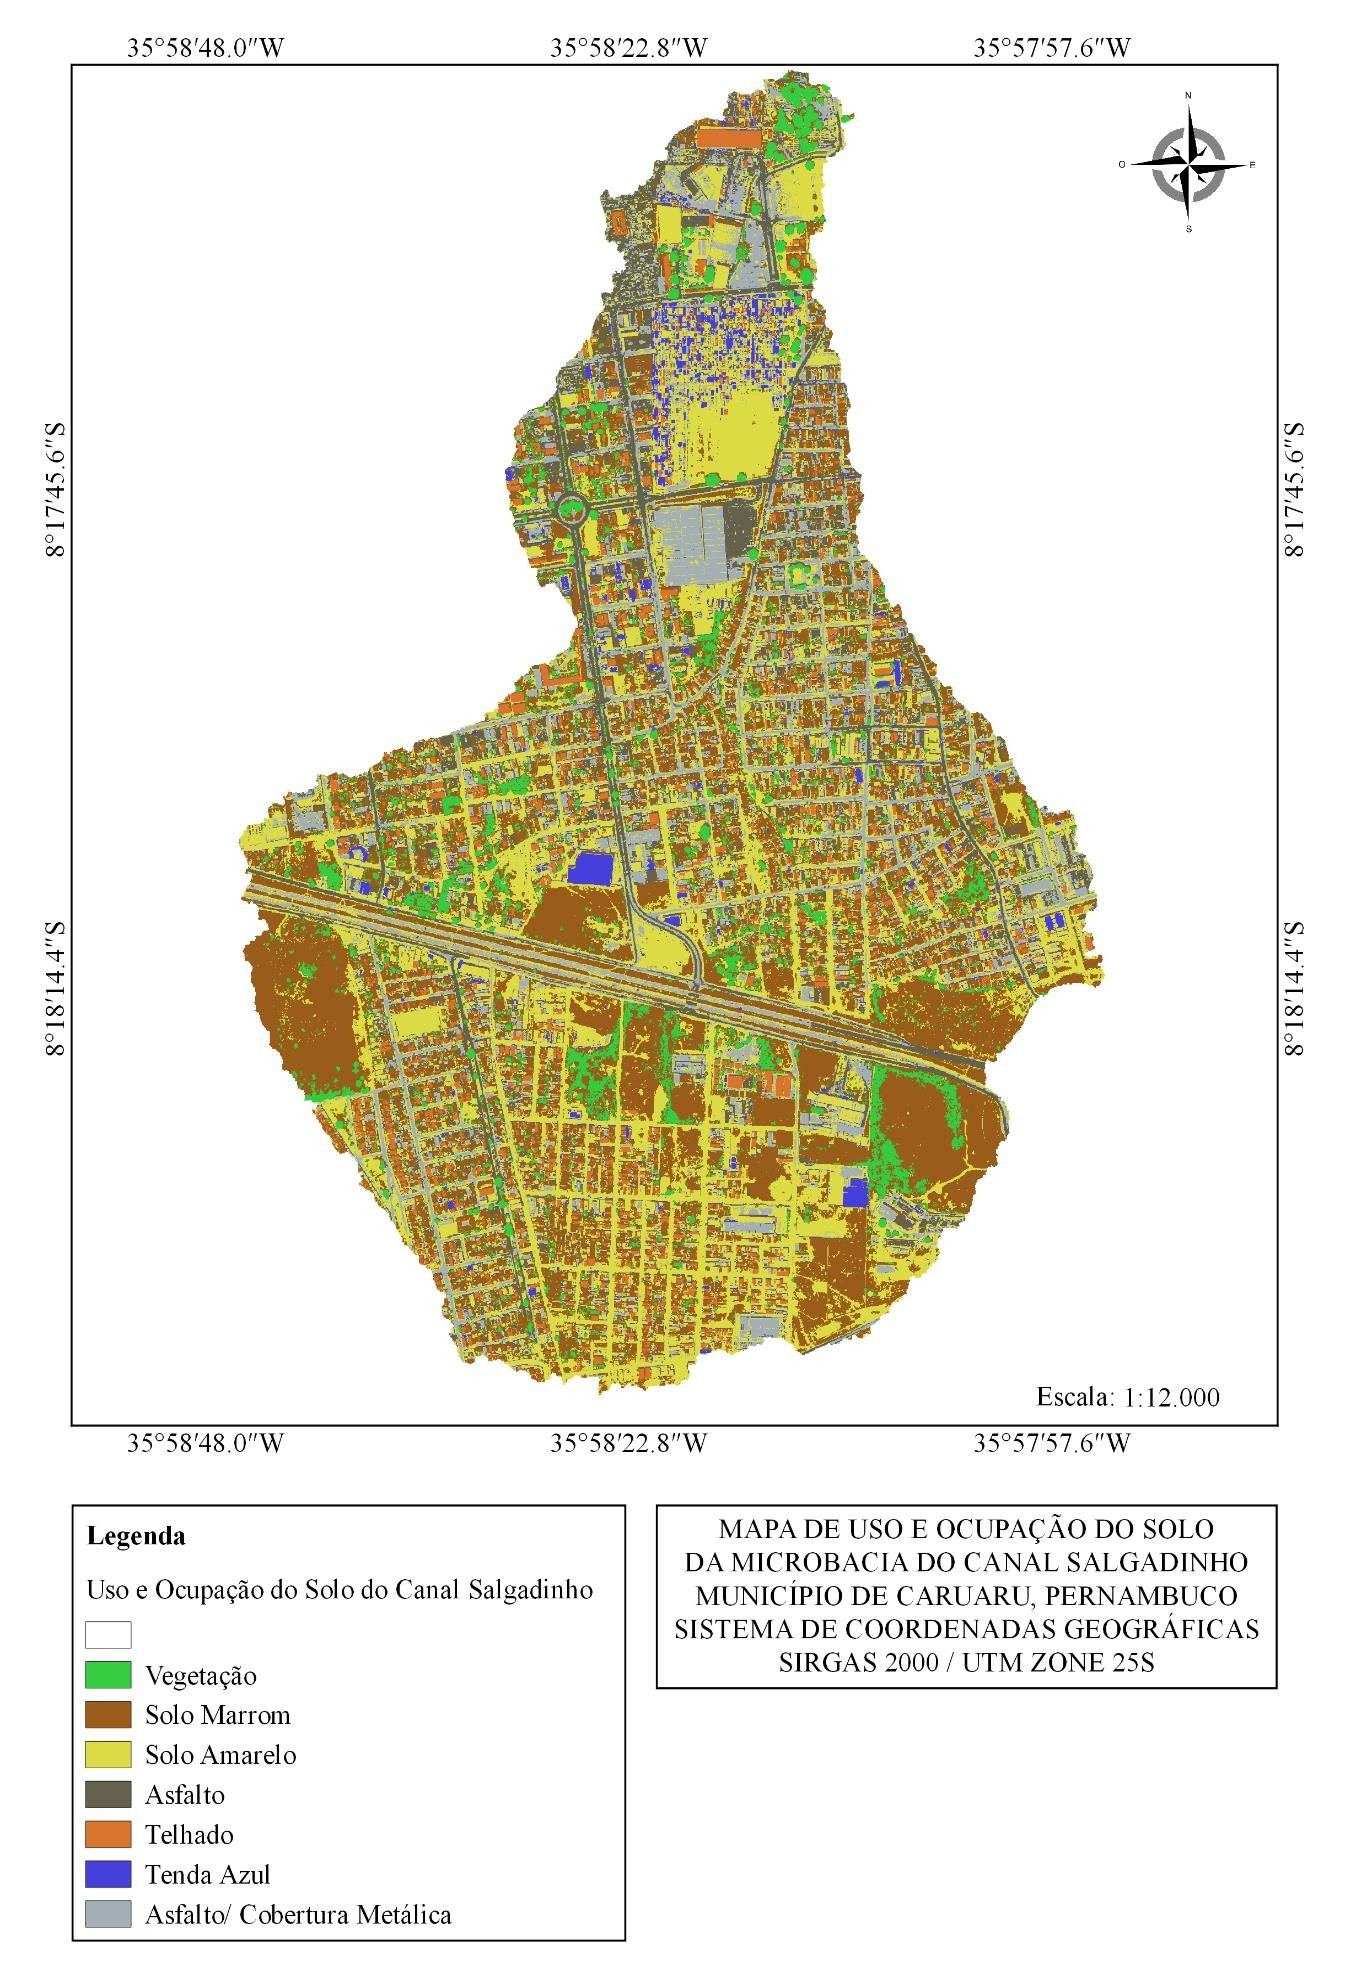 35°58'48.0"W 35°58'22.8"W 35°57'57.6"W
N
O E
S
8°17'45.6"S 8°17'45.6"S
8°18'14.4"S 8°18'14.4"S
Escala: 1:12.000
35°58'48.0"W 35°58'22.8"W 35°57'57.6"W
Legenda
Uso e Ocupação do Solo do Canal Salgadinho
Vegetação
Solo Marrom
Solo Amarelo
Asfalto
Telhado
Tenda Azul
Asfalto/ Cobertura Metálica
MAPA DE USO E OCUPAÇÃO DO SOLO
DA MICROBACIA DO CANAL SALGADINHO
MUNICÍPIO DE CARUARU, PERNAMBUCO
SISTEMA DE COORDENADAS GEOGRÁFICAS
SIRGAS 2000 / UTM ZONE 25S